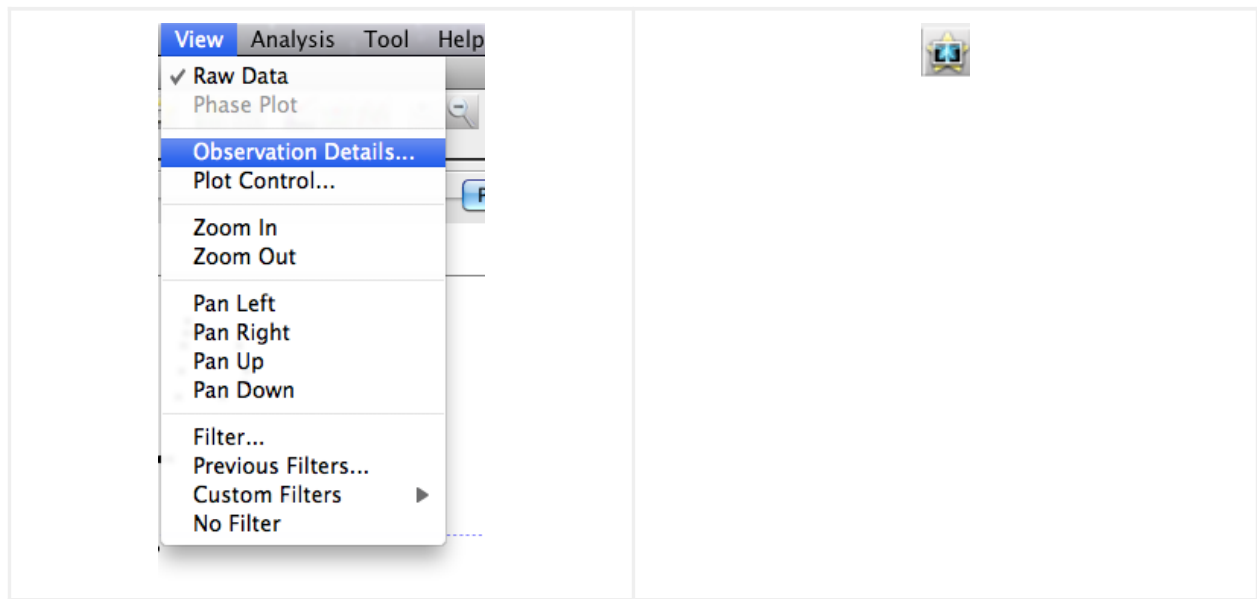 View Analysis Tool Help
✓ Raw Data
Phase Plot
Observation Details...
Plot Control...
Zoom In
Zoom Out
Pan Left
Pan Right
Pan Up
Pan Down
Filter...
Previous Filters...
Custom Filters ▶
No Filter